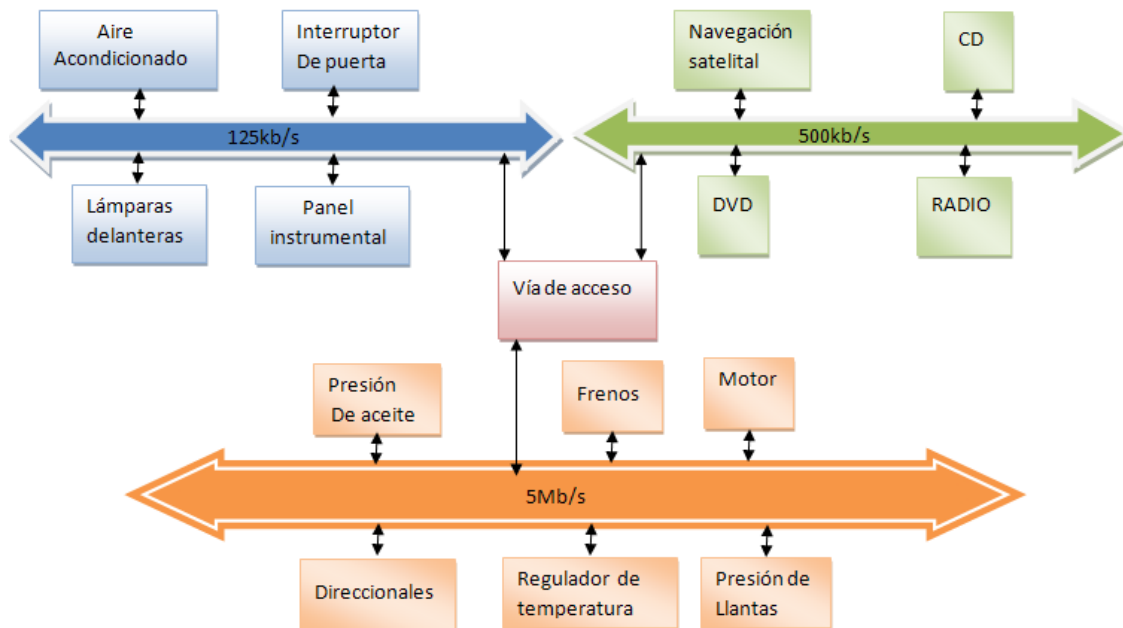 Aire
Acondicionado
Interruptor
De puerta
Navegación
satelital
CD
125kb/s
500kb/s
Lámparas
delanteras
Panel
instrumental
DVD
RADIO
Vía de acceso
Presión
De aceite
Frenos
Motor
5Mb/s
Direccionales
Regulador de
temperatura
Presión de
Llantas